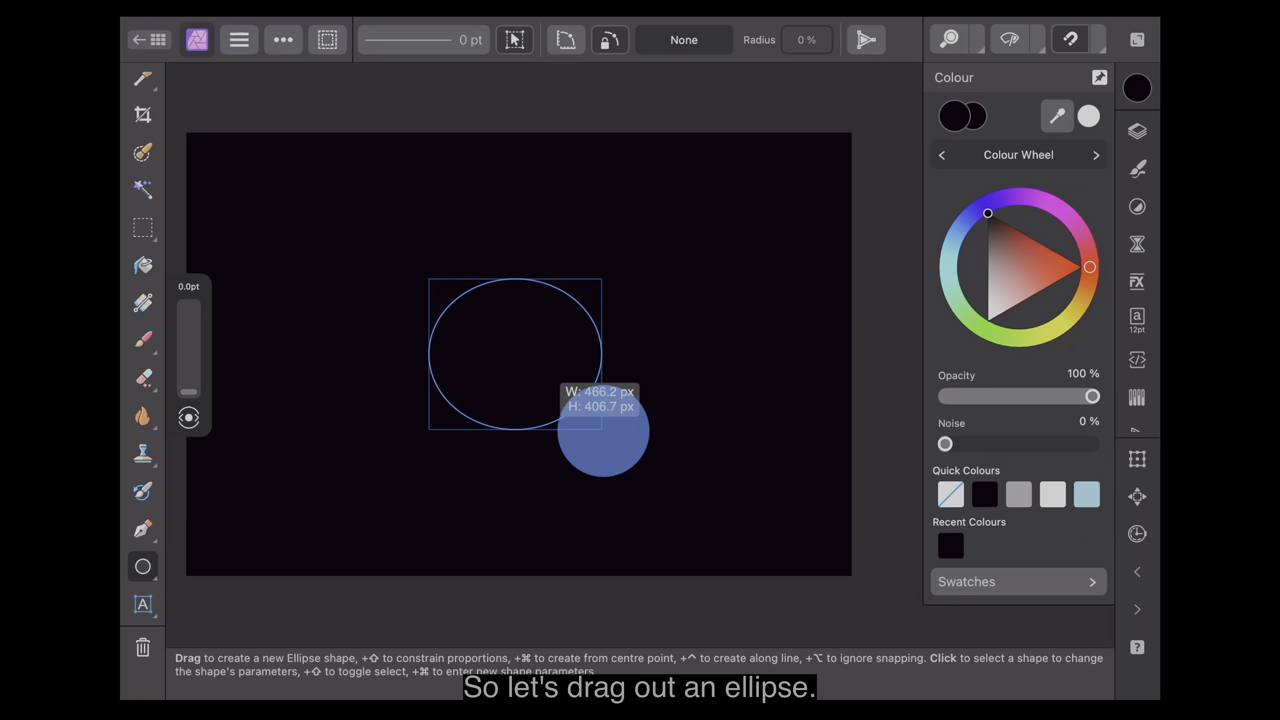 0 pt
None
Radius
0 %
Colour
Colour Wheel
0.0pt
W: 466.2 px
H: 406.7 px
a
12pt
Opacity
100 %
Noise
0 %
Quick Colours
Recent Colours
Swatches
FX
A
?
Drag to create a new Ellipse shape, +⇧ to constrain proportions, +⌘ to create from centre point, +⌃ to create along line, +⌥ to ignore snapping. Click to select a shape to change
the shape's parameters, +⇧ to toggle select, +⌘ to enter new shape parameters.
So let's drag out an ellipse.